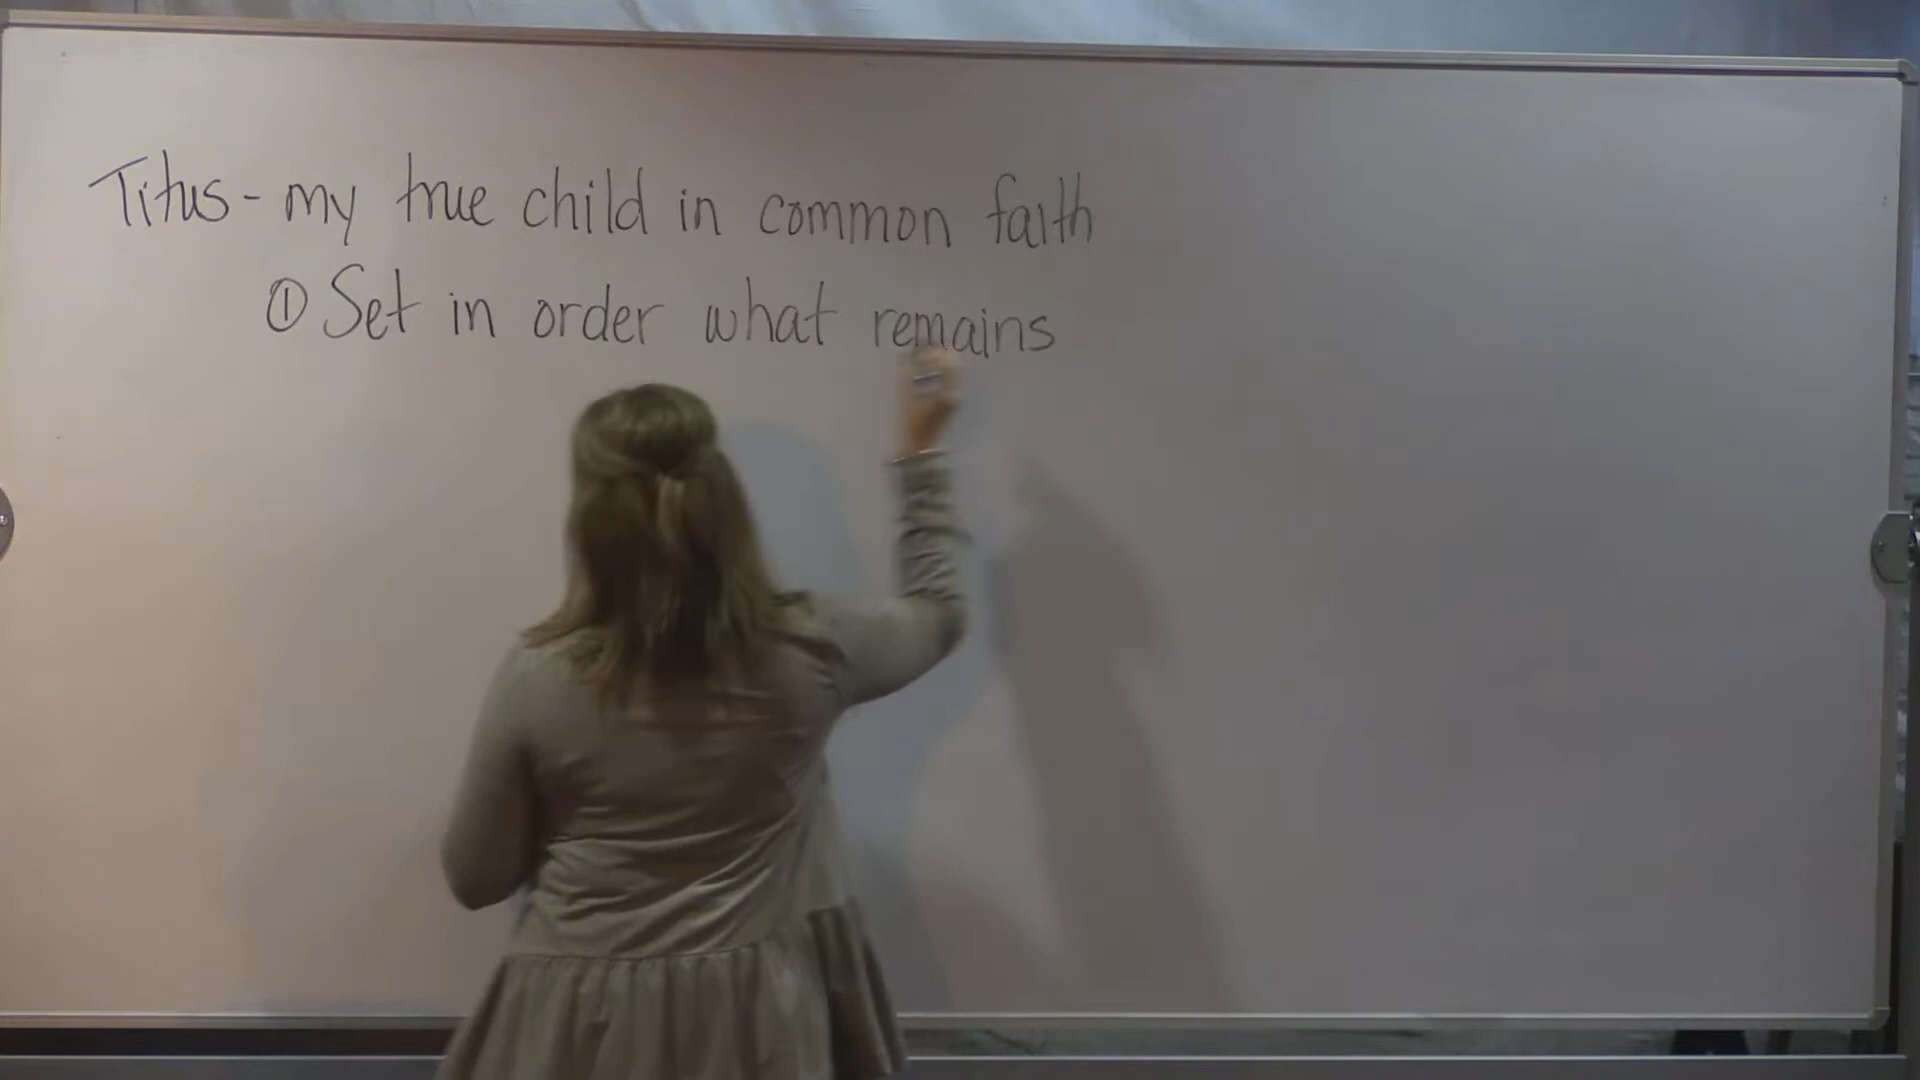 Titus - my true child in common faith
① Set in order what remains